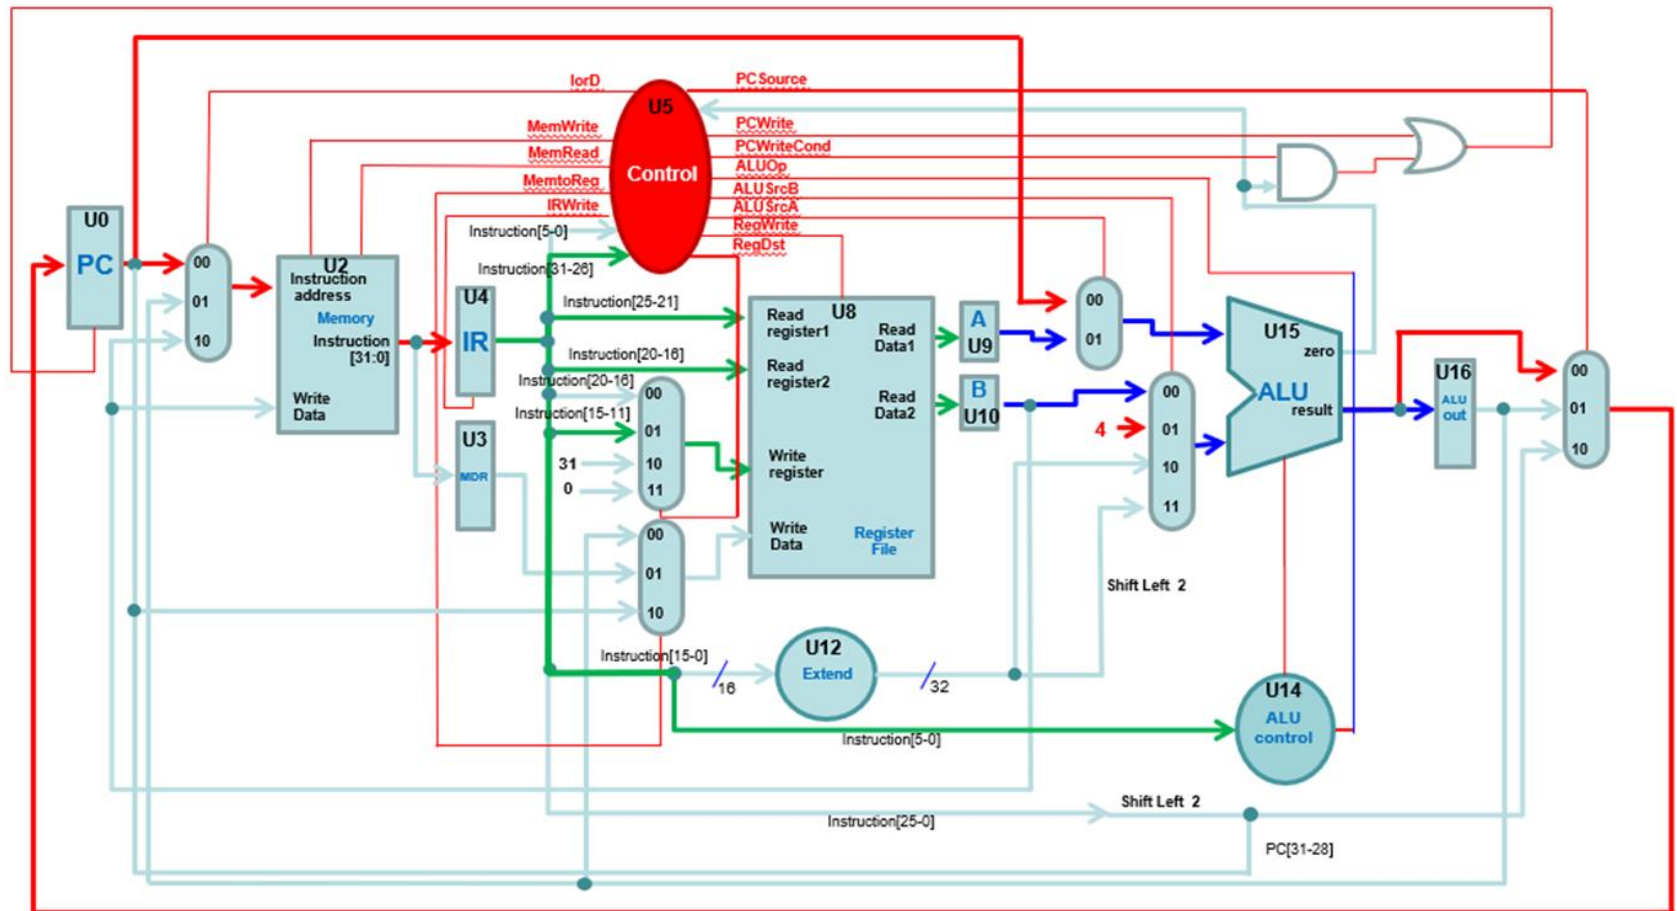 IorD
PCSource
U5
MemWrite
PCWrite
MemRead
PCWriteCond
Control
ALUOp
MemtoReg
ALUSrcB
IRWrite
ALUSrcA
RegWrite
RegDst
Instruction[5-0]
Instruction[31-26]
U0
PC
00
01
10
U2
Instruction
address
Memory
Instruction
[31:0]
Write
Data
U4
IR
U3
MDR
Instruction[25-21]
Instruction[20-16]
Instruction[20-16]
Instruction[15-11]
00
01
31
10
0
11
00
01
10
U8
Read
register1
Read
register2
Write
register
Write
Data
Read
Data1
Read
Data2
Register
File
A
U9
B
U10
00
01
00
4
01
10
11
U15
zero
ALU
result
U16
ALU
out
00
01
10
Shift Left 2
Instruction[15-0]
16
U12
Extend
32
U14
ALU
control
Instruction[5-0]
Shift Left 2
Instruction[25-0]
PC[31-28]